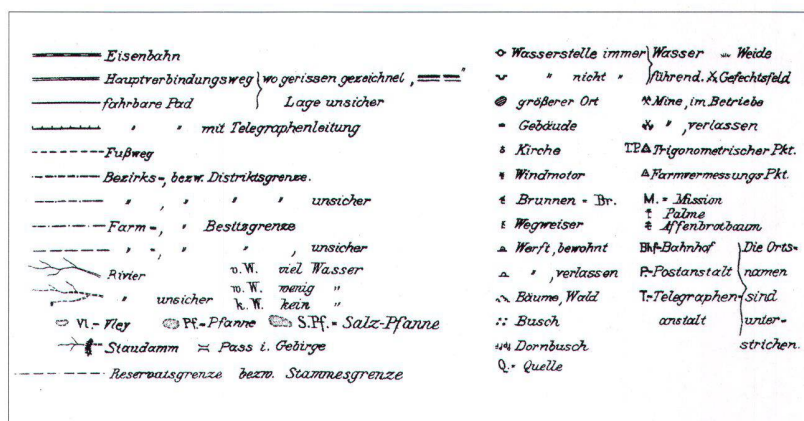 Eisenbahn
Hauptverbindungsweg } wo gerissen gezeichnet, „ “
fahrbare Pad Lage unsicher
„ „ mit Telegraphenleitung
Fußweg
Bezirks-, bezw. Distriktsgrenze.
„ , „ „ unsicher
Farm-, „ Besitzgrenze
„ -, „ „ , unsicher
Rivier v.W. viel Wasser
„ unsicher w.W. wenig „
k.W. kein „
Vl.- Vley Pf.- Pfanne S.Pf.- Salz-Pfanne
Staudamm Pass i. Gebirge
Reservatsgrenze bezw. Stammesgrenze
Wasserstelle immer } Wasser
„ nicht „ } führend.
größerer Ort
Gebäude
Kirche
Windmotor
Brunnen = Br.
Wegweiser
Werft, bewohnt
„ , verlassen
Bäume, Wald
Busch
Dornbusch
Q.- Quelle
Weide
Gefechtsfeld
Mine, im Betriebe
„ , verlassen
T.P. Trigonometrischer Pkt.
Farmvermessungs Pkt.
M. = Mission
Palme
Affenbrotbaum
Bhf- Bahnhof } Die Orts-
P.- Postanstalt } namen
T.- Telegraphen- } sind
anstalt } unter-
strichen.